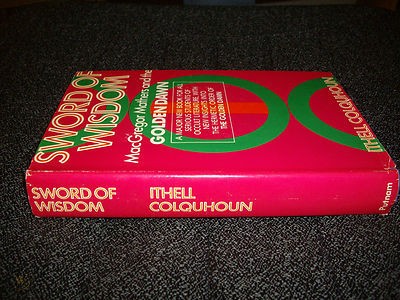 SWORD OF
WISDOM
MacGregor Mathers and the
GOLDEN DAWN
A MAJOR NEW BOOK FOR ALL
SERIOUS STUDENTS OF
OCCULT LITERATURE WITH
NEW INSIGHTS INTO
THE HERMETIC ORDER OF
THE GOLDEN DAWN
ITHELL COLQUHOUN
SWORD OF
WISDOM
ITHELL
COLQUHOUN
Putnam